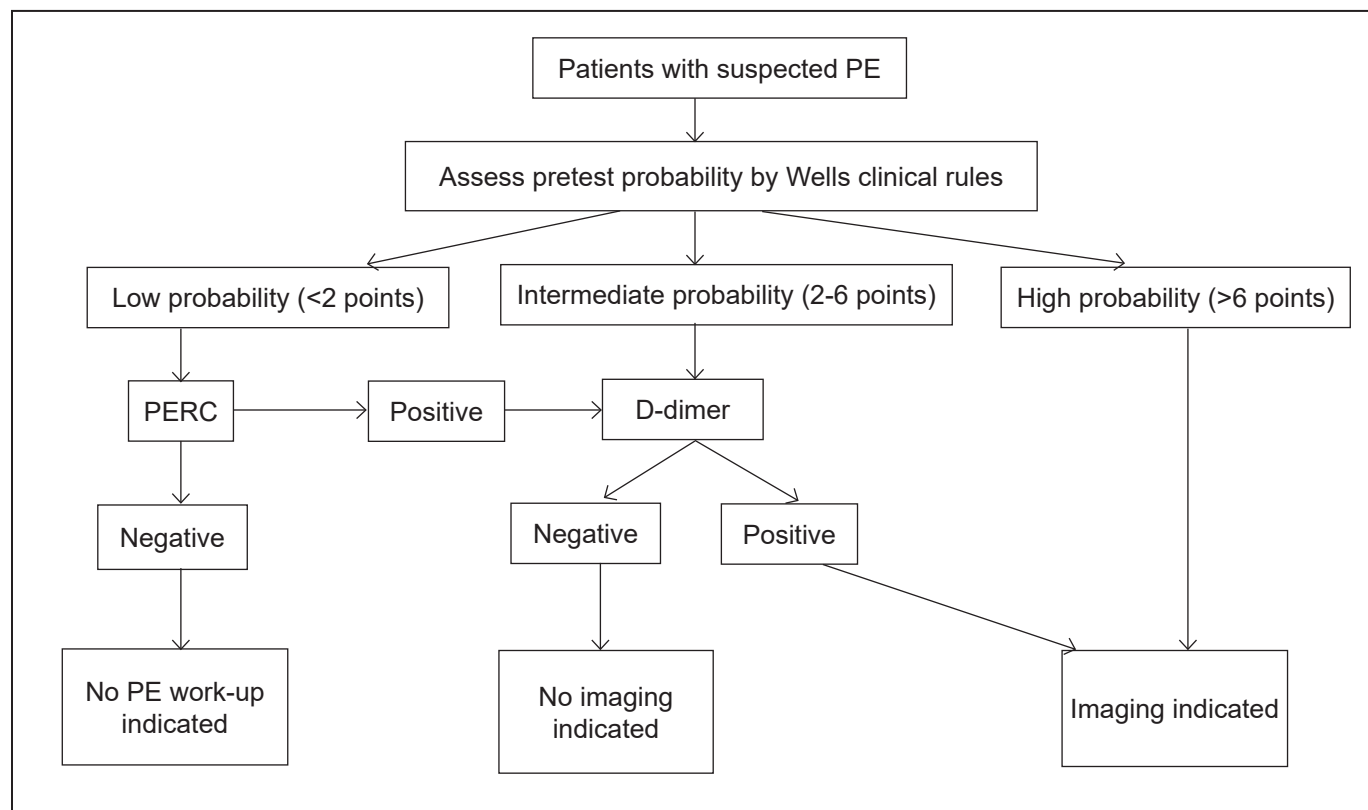 Patients with suspected PE
Assess pretest probability by Wells clinical rules
Low probability (<2 points)
Intermediate probability (2-6 points)
High probability (>6 points)
PERC
Positive
D-dimer
Negative
Negative
Positive
No PE work-up
indicated
No imaging
indicated
Imaging indicated